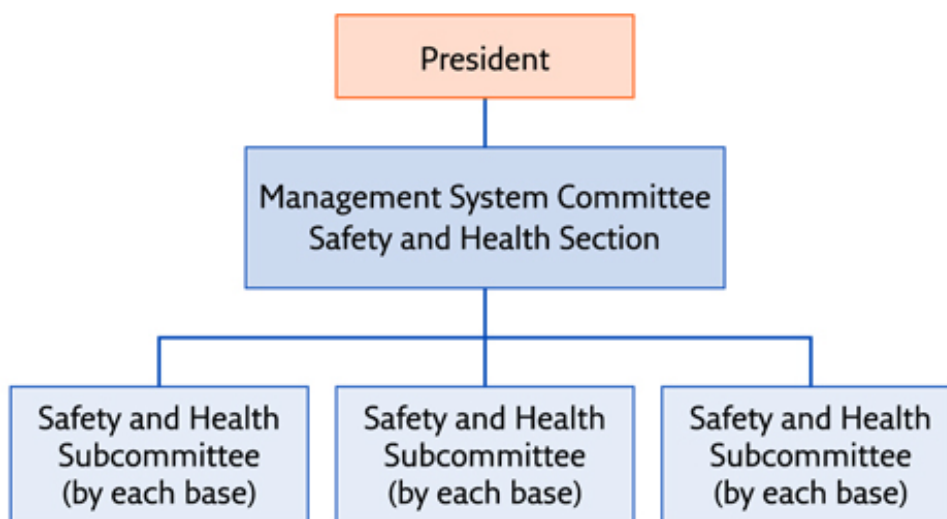 President
Management System Committee
Safety and Health Section
Safety and Health
Subcommittee
(by each base)
Safety and Health
Subcommittee
(by each base)
Safety and Health
Subcommittee
(by each base)